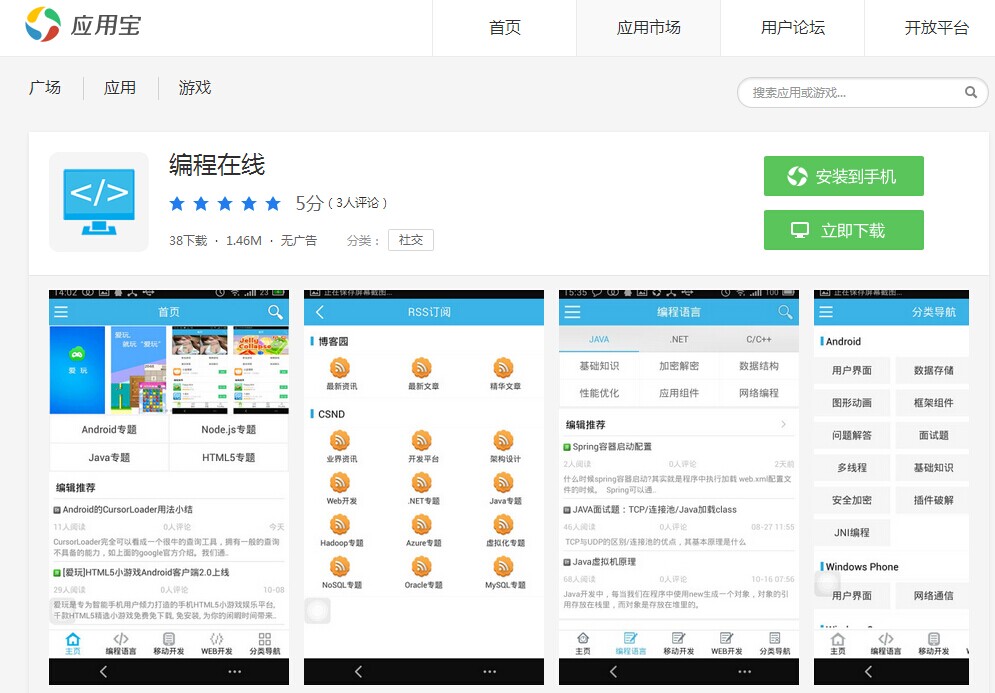 应用宝
首页 应用市场 用户论坛 开放平台
广场 应用 游戏
搜索应用或游戏...
编程在线
5分 ( 3人评论 )
38下载 · 1.46M · 无广告 分类： 社交
安装到手机
立即下载
14:02 23
首页
爱玩
爱玩,
就玩: "爱玩"
Jelly
Collapse
Android专题 Node.js专题
Java专题 HTML5专题
编辑推荐
Android的CursorLoader用法小结
11人阅读 0人评论 今天
CursorLoader完全可以看成一个很牛的查询工具，拥有一般的查询
不具备的能力，如上面的google官方介绍。我们通..
[爱玩]HTML5小游戏Android客户端2.0上线
29人阅读 0人评论 10-08
爱玩是专为智能手机用户倾力打造的手机HTML5小游戏娱乐平台,
千款HTML5精选小游戏免费免下载, 免安装, 为你的闲暇时间带来..
主页 编程语言 移动开发 WEB开发 分类导航
正在保存屏幕截图...
RSS订阅
博客园
最新资讯 最新文章 精华文章
CSND
业界资讯 开发平台 架构设计
Web开发 .NET专题 Java专题
Hadoop专题 Azure专题 虚拟化专题
NoSQL专题 Oracle专题 MySQL专题
15:35 100
编程语言
JAVA .NET C/C++
基础知识 加密解密 数据结构
性能优化 应用组件 网络编程
编辑推荐
Spring容器启动配置
2人阅读 0人评论 2天前
什么时候spring容器启动?其实就是程序中执行加载 web.xml配置文
件的时候。 Spring可以通..
JAVA面试题：TCP/连接池/Java加载class
46人阅读 0人评论 08-27 11:55
TCP与UDP的区别/连接池的优点，其基本原理是什么
Java虚拟机原理
68人阅读 0人评论 10-16 07:56
Java开发中，每当我们在程序中使用new生成一个对象，对象的引
用存放在栈里，而对象是存放在堆里的。
主页 编程语言 移动开发 WEB开发 分类导航
正在保存屏幕截图...
分类导航
Android
用户界面 数据存储
图形动画 框架组件
问题解答 面试题
多线程 基础知识
安全加密 插件破解
JNI编程
Windows Phone
用户界面 网络通信
主页 编程语言 移动开发